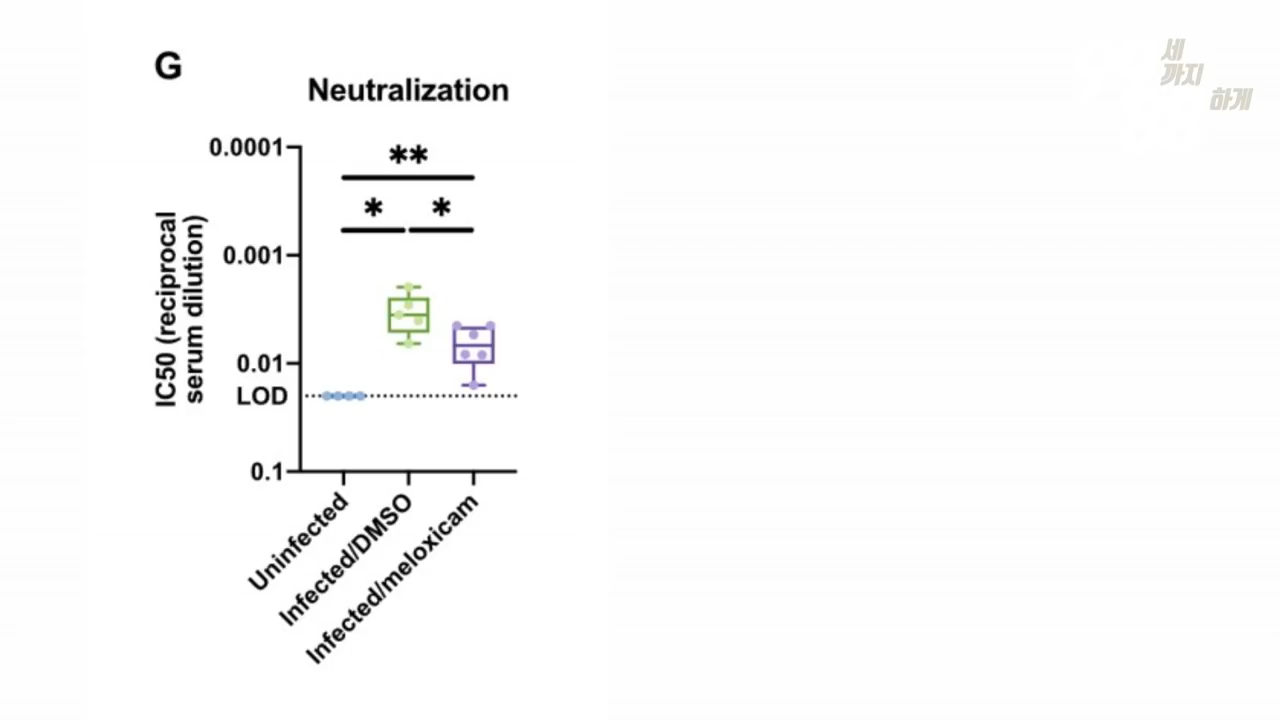 G
Neutralization
0.0001
**
* *
0.001
0.01
LOD
0.1
IC50 (reciprocal
serum dilution)
Uninfected
Infected/DMSO
Infected/meloxicam
세
까지
하게